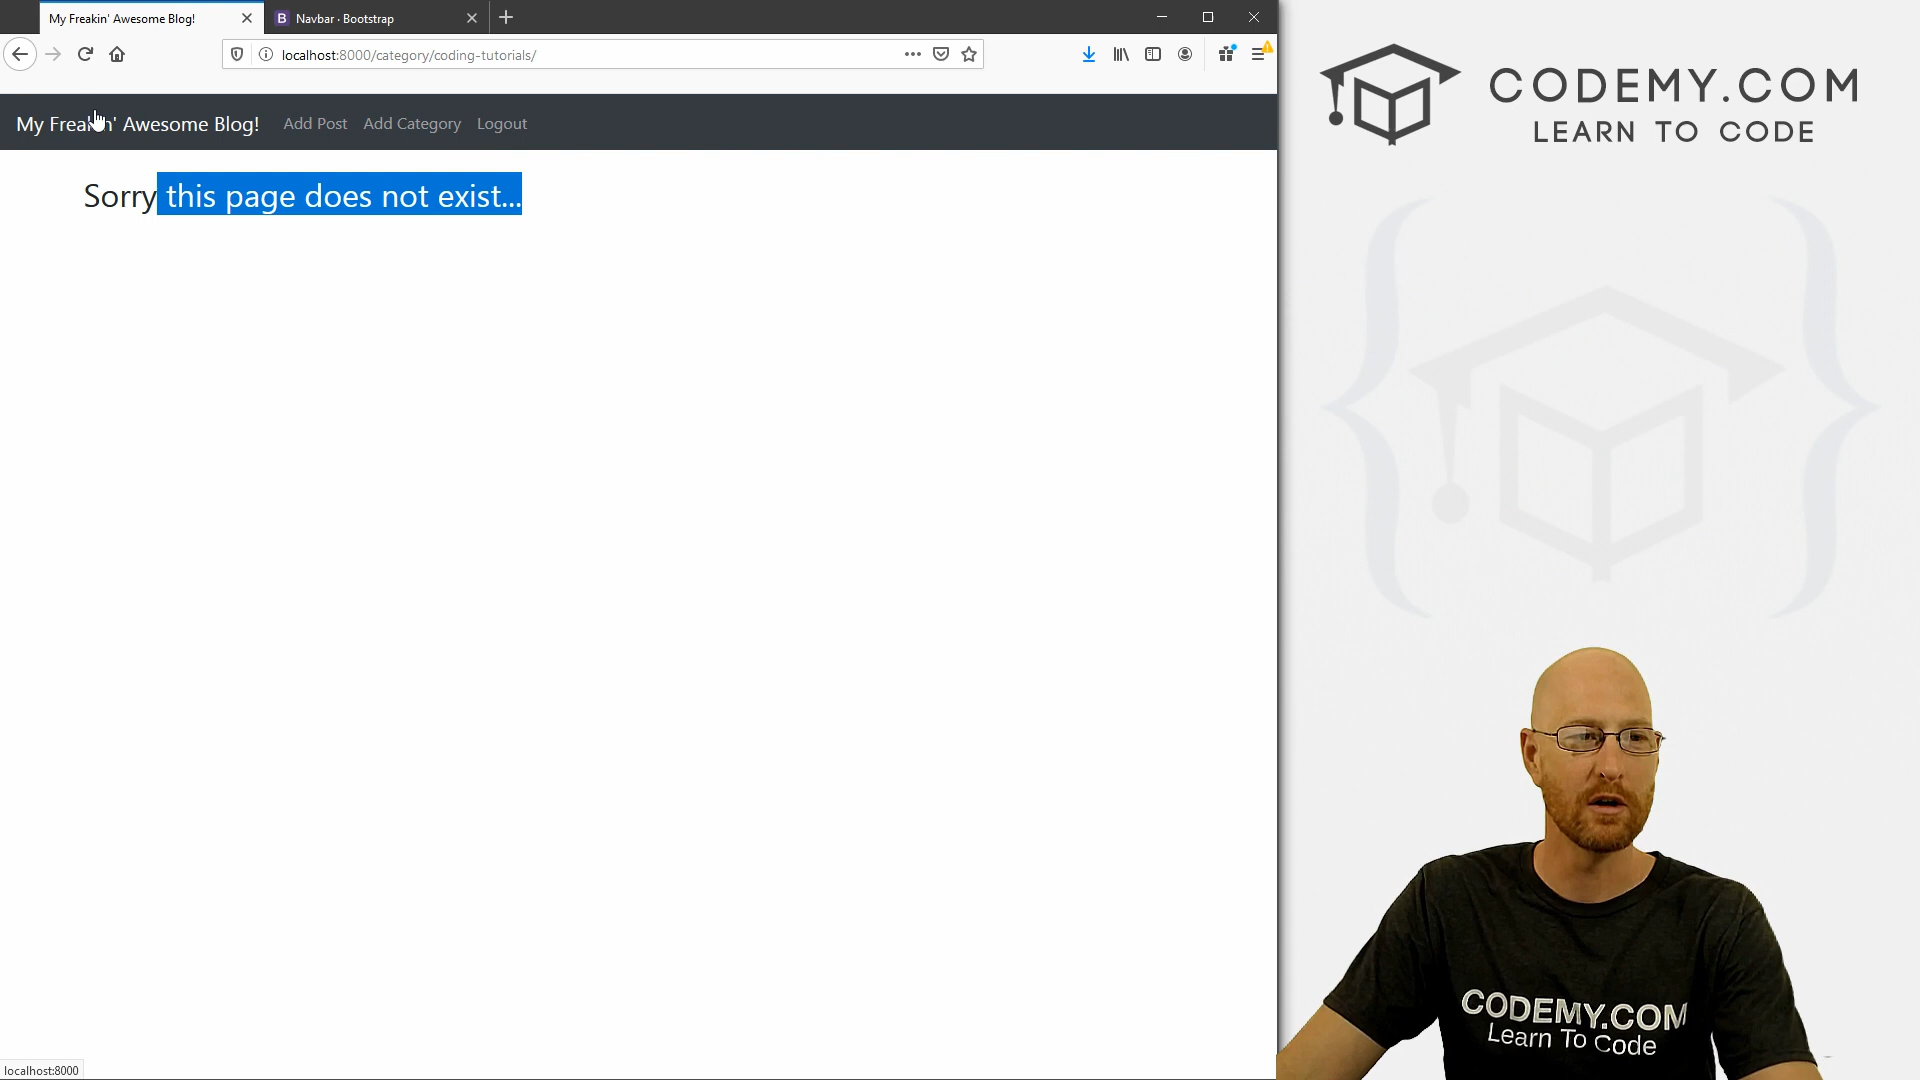 My Freakin' Awesome Blog!
B Navbar · Bootstrap
localhost:8000/category/coding-tutorials/
My Freakin' Awesome Blog! Add Post Add Category Logout
Sorry this page does not exist...
localhost:8000
CODEMY.COM
LEARN TO CODE
CODEMY.COM
Learn To Code